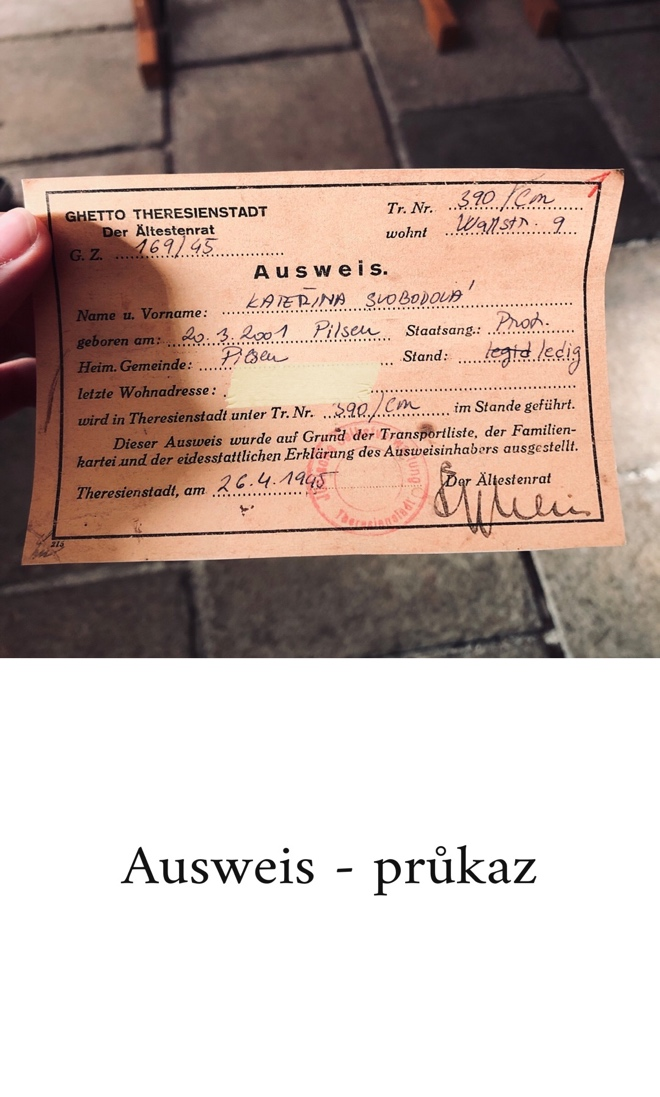 GHETTO THERESIENSTADT
Der Ältestenrat
G. Z. 169/45
Tr. Nr. 390/Cm
wohnt Wallstr. 9
Ausweis.
Name u. Vorname: KATEŘINA SVOBODOVÁ
geboren am: 20.3.2001 Pilsen Staatsang.: Prot.
Heim. Gemeinde: Pilsen Stand: ledig
letzte Wohnadresse:
wird in Theresienstadt unter Tr. Nr. 390/Cm im Stande geführt.
Dieser Ausweis wurde auf Grund der Transportliste, der Familien-
kartei und der eidesstattlichen Erklärung des Ausweisinhabers ausgestellt.
Theresienstadt, am 26.4.1945 Der Ältestenrat
Theresienstadt
214
Ausweis - průkaz